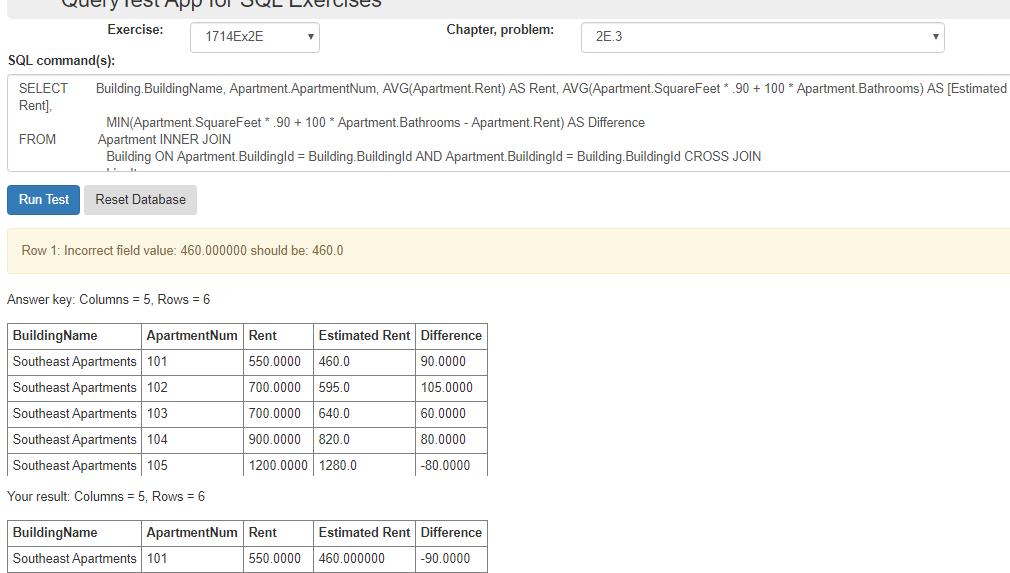 QueryTest App for SQL Exercises
Exercise: 1714Ex2E Chapter, problem: 2E.3
SQL command(s):
SELECT Building.BuildingName, Apartment.ApartmentNum, AVG(Apartment.Rent) AS Rent, AVG(Apartment.SquareFeet * .90 + 100 * Apartment.Bathrooms) AS [Estimated
Rent],
MIN(Apartment.SquareFeet * .90 + 100 * Apartment.Bathrooms - Apartment.Rent) AS Difference
FROM Apartment INNER JOIN
Building ON Apartment.BuildingId = Building.BuildingId AND Apartment.BuildingId = Building.BuildingId CROSS JOIN
Run Test Reset Database
Row 1: Incorrect field value: 460.000000 should be: 460.0
Answer key: Columns = 5, Rows = 6
BuildingName ApartmentNum Rent Estimated Rent Difference
Southeast Apartments 101 550.0000 460.0 90.0000
Southeast Apartments 102 700.0000 595.0 105.0000
Southeast Apartments 103 700.0000 640.0 60.0000
Southeast Apartments 104 900.0000 820.0 80.0000
Southeast Apartments 105 1200.0000 1280.0 -80.0000
Your result: Columns = 5, Rows = 6
BuildingName ApartmentNum Rent Estimated Rent Difference
Southeast Apartments 101 550.0000 460.000000 -90.0000